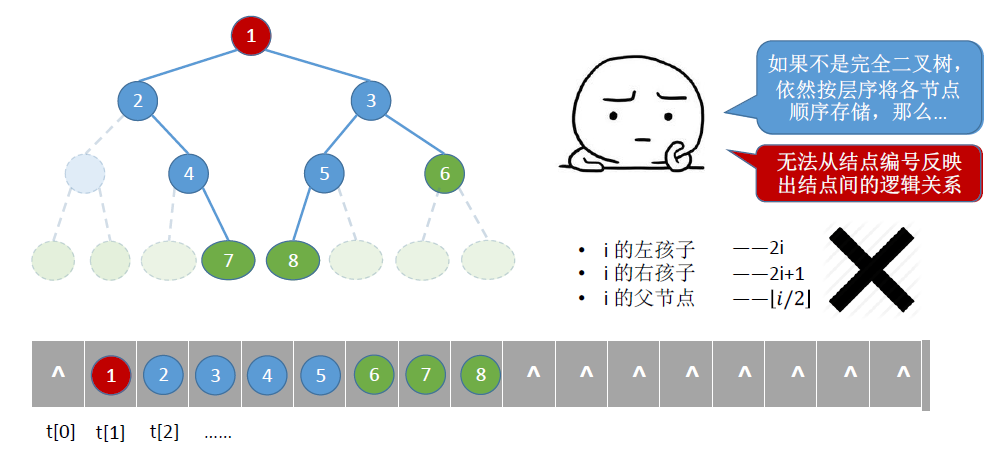 1
2
3
4
5
6
7
8
如果不是完全二叉树，
依然按层序将各节点
顺序存储，那么…
无法从结点编号反映
出结点间的逻辑关系
• i 的左孩子 ——2i
• i 的右孩子 ——2i+1
• i 的父节点 ——⌊i/2⌋
^ 1 2 3 4 5 6 7 8 ^ ^ ^ ^ ^ ^ ^ ^
t[0] t[1] t[2] ……